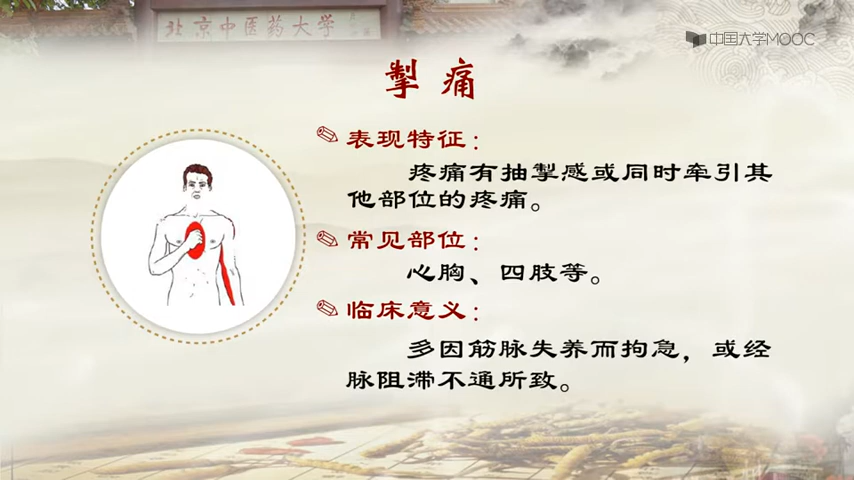 北京中医药大学
中国大学MOOC
掣痛
表现特征：
疼痛有抽掣感或同时牵引其
他部位的疼痛。
常见部位：
心胸、四肢等。
临床意义：
多因筋脉失养而拘急，或经
脉阻滞不通所致。